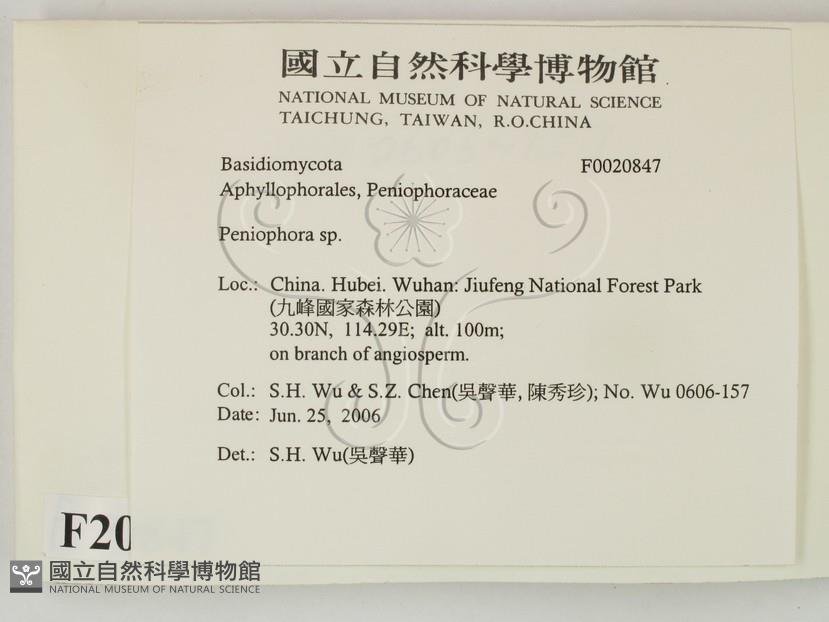 國立自然科學博物館
NATIONAL MUSEUM OF NATURAL SCIENCE
TAICHUNG, TAIWAN, R.O.CHINA
Basidiomycota F0020847
Aphyllophorales, Peniophoraceae
Peniophora sp.
Loc.: China. Hubei. Wuhan: Jiufeng National Forest Park
(九峰國家森林公園)
30.30N, 114.29E; alt. 100m;
on branch of angiosperm.
Col.: S.H. Wu & S.Z. Chen(吳聲華, 陳秀珍); No. Wu 0606-157
Date: Jun. 25, 2006
Det.: S.H. Wu(吳聲華)
F20
國立自然科學博物館
NATIONAL MUSEUM OF NATURAL SCIENCE